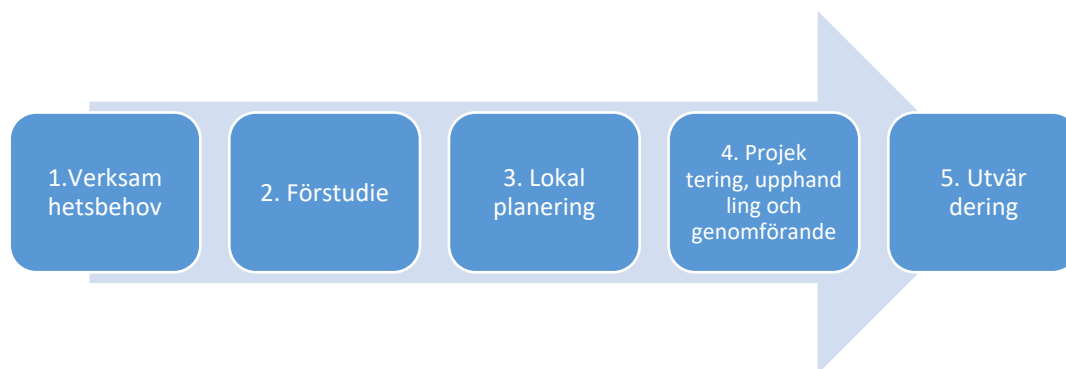 1.Verksam
hetsbehov
2. Förstudie
3. Lokal
planering
4. Projek
tering, upphand
ling och
genomförande
5. Utvär
dering